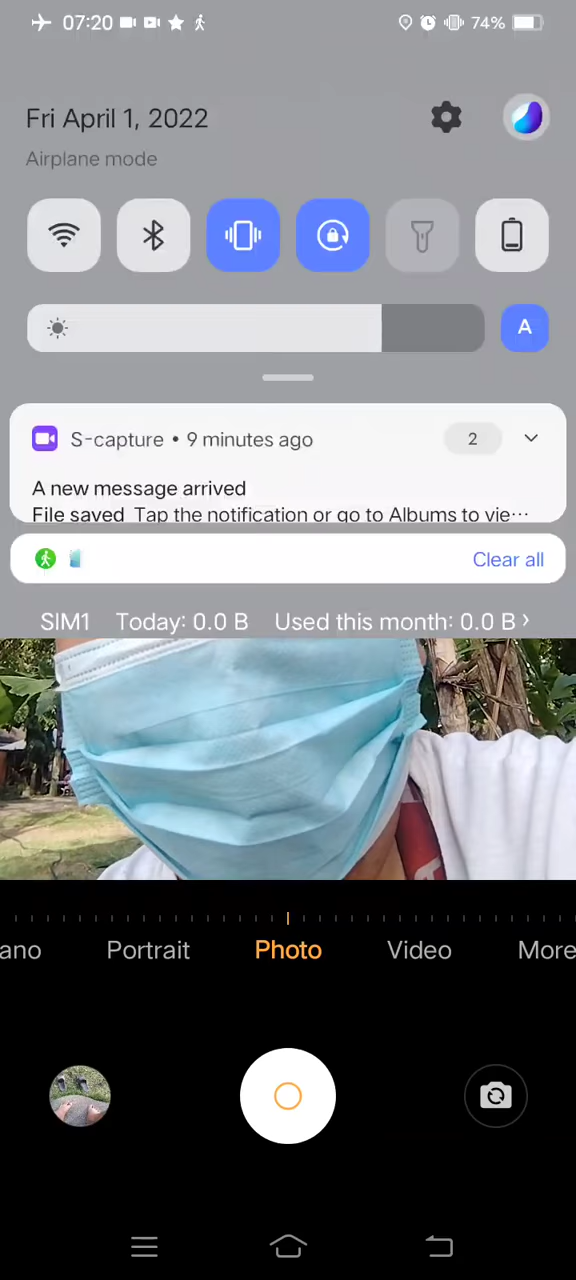 07:20
74%
Fri April 1, 2022
Airplane mode
A
S-capture • 9 minutes ago
2
A new message arrived
File saved Tap the notification or go to Albums to vie···
Clear all
SIM1 Today: 0.0 B Used this month: 0.0 B ›
ano Portrait Photo Video More